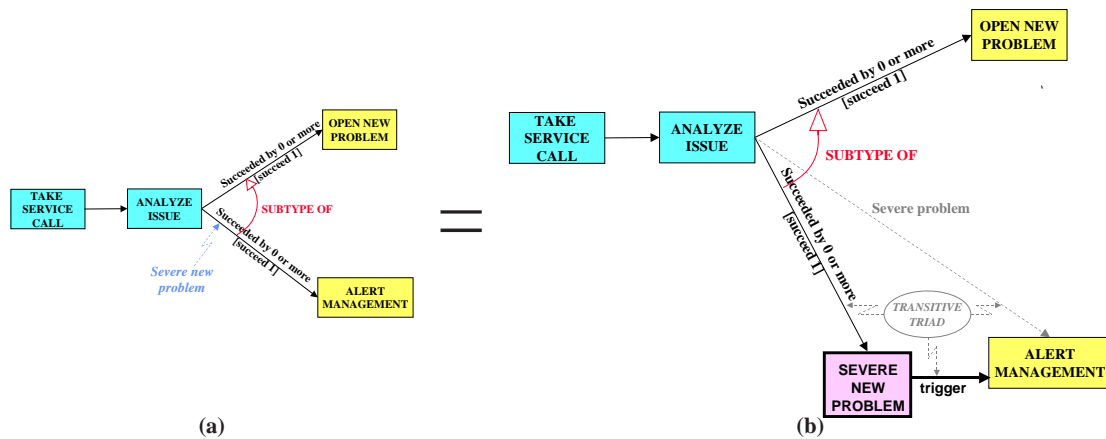 OPEN NEW
PROBLEM
Succeeded by 0 or more
[succeed 1]
SUBTYPE OF
TAKE
SERVICE
CALL
ANALYZE
ISSUE
Succeeded by 0 or more
[succeed 1]
Severe new
problem
ALERT
MANAGEMENT
(a)
=
OPEN NEW
PROBLEM
Succeeded by 0 or more
[succeed 1]
TAKE
SERVICE
CALL
ANALYZE
ISSUE
SUBTYPE OF
Succeeded by 0 or more
[succeed 1]
Severe problem
TRANSITIVE
TRIAD
SEVERE
NEW
PROBLEM
trigger
ALERT
MANAGEMENT
(b)